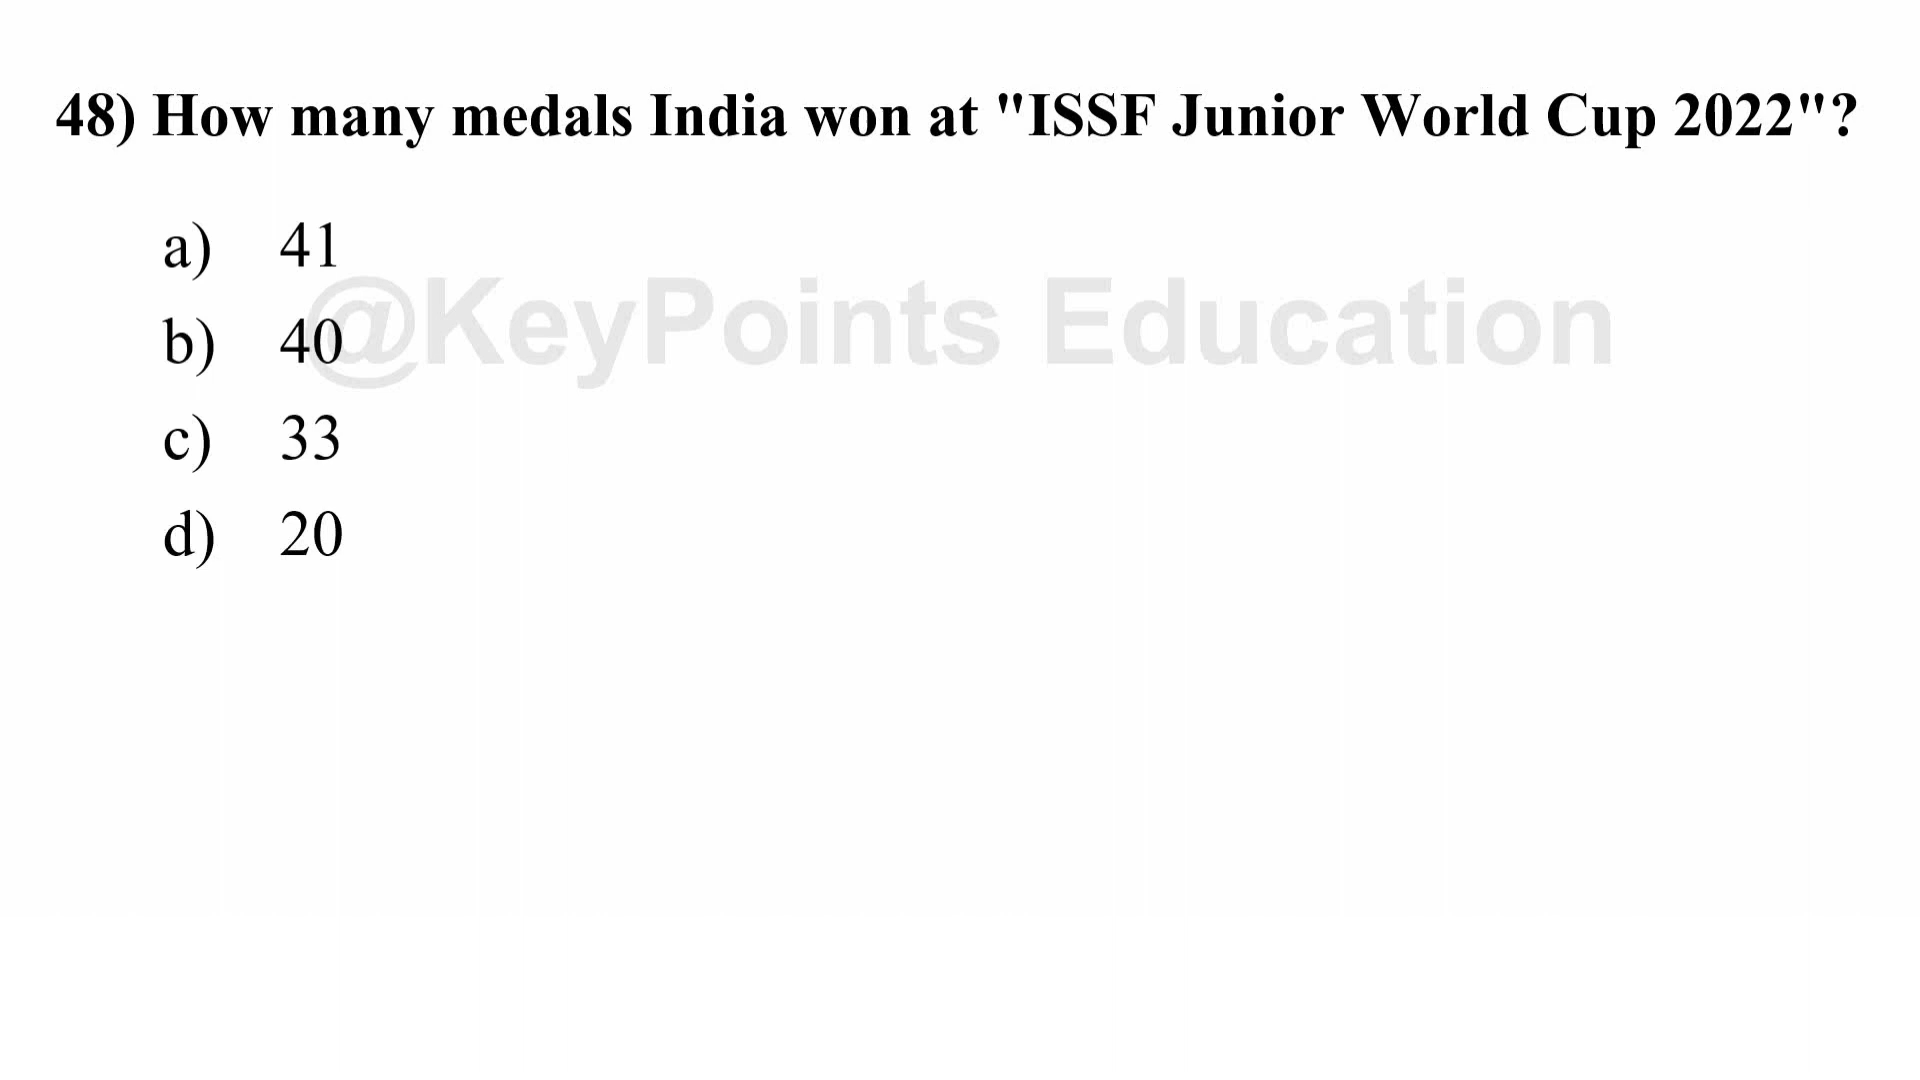 48) How many medals India won at "ISSF Junior World Cup 2022"?
a) 41
@KeyPoints Education
b) 40
c) 33
d) 20